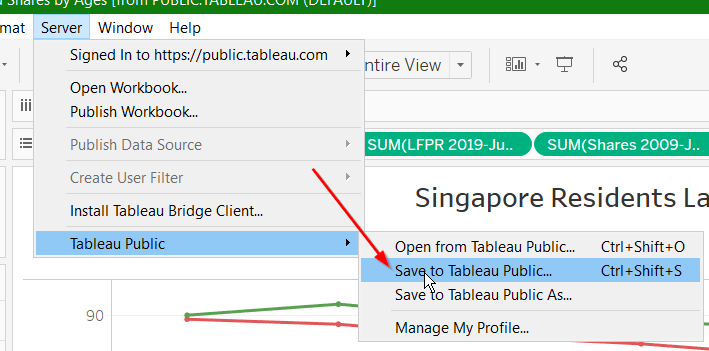 d Shares by Ages [from PUBLIC.TABLEAU.COM (DEFAULT)]
mat Server Window Help
Signed In to https://public.tableau.com
ntire View
Open Workbook...
Publish Workbook...
Publish Data Source
SUM(LFPR 2019-Ju.. SUM(Shares 2009-J..
Create User Filter
Singapore Residents La
Install Tableau Bridge Client...
Tableau Public
Open from Tableau Public... Ctrl+Shift+O
Save to Tableau Public... Ctrl+Shift+S
Save to Tableau Public As...
90
Manage My Profile...